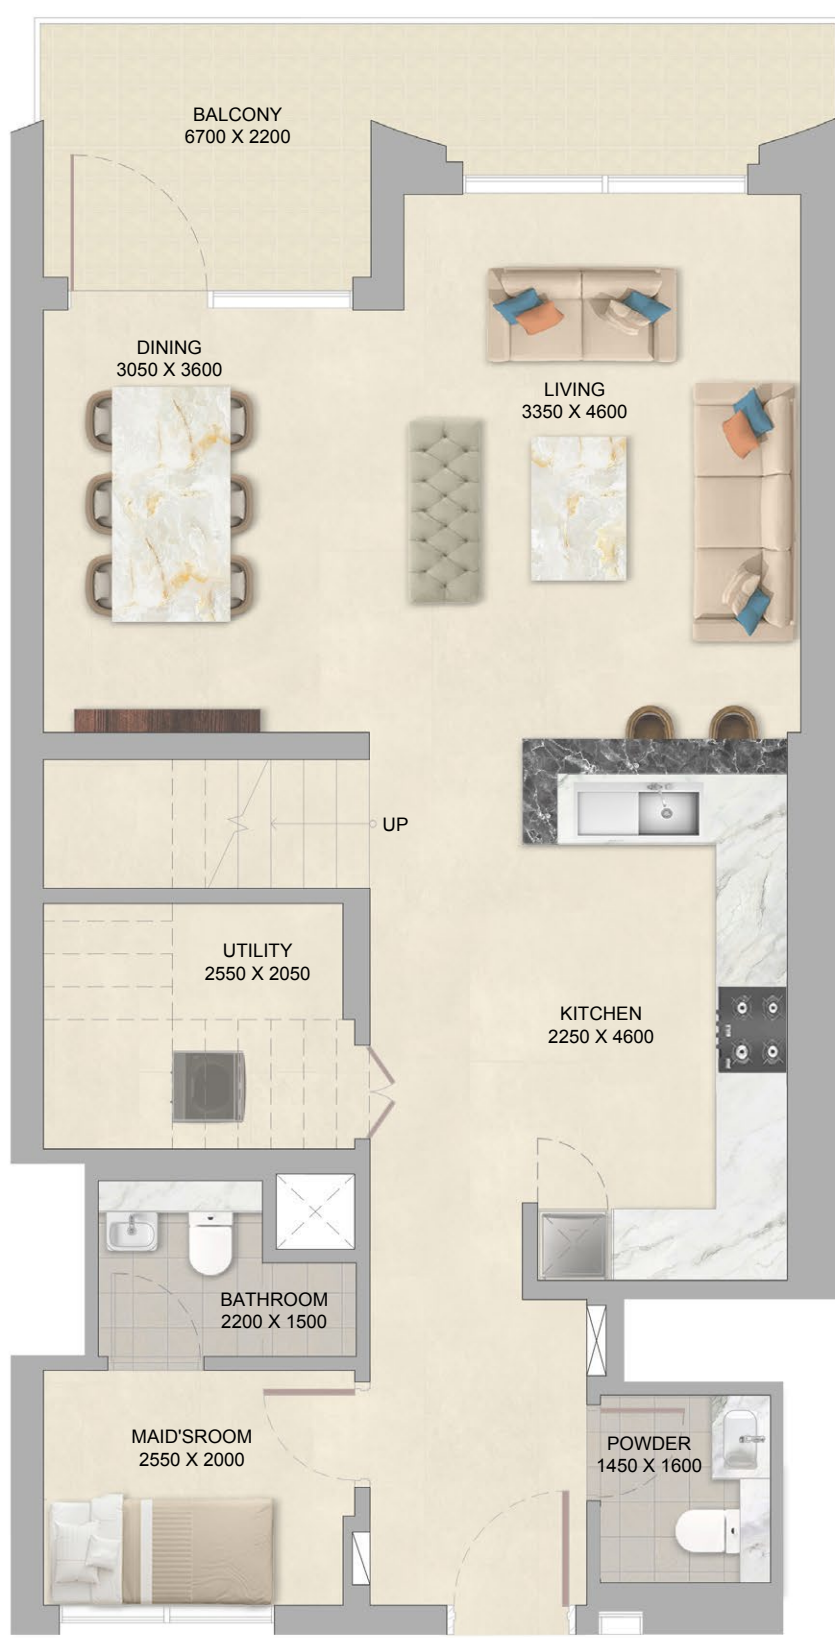 BALCONY
6700 X 2200
DINING
3050 X 3600
LIVING
3350 X 4600
UP
UTILITY
2550 X 2050
KITCHEN
2250 X 4600
BATHROOM
2200 X 1500
MAID'SROOM
2550 X 2000
POWDER
1450 X 1600